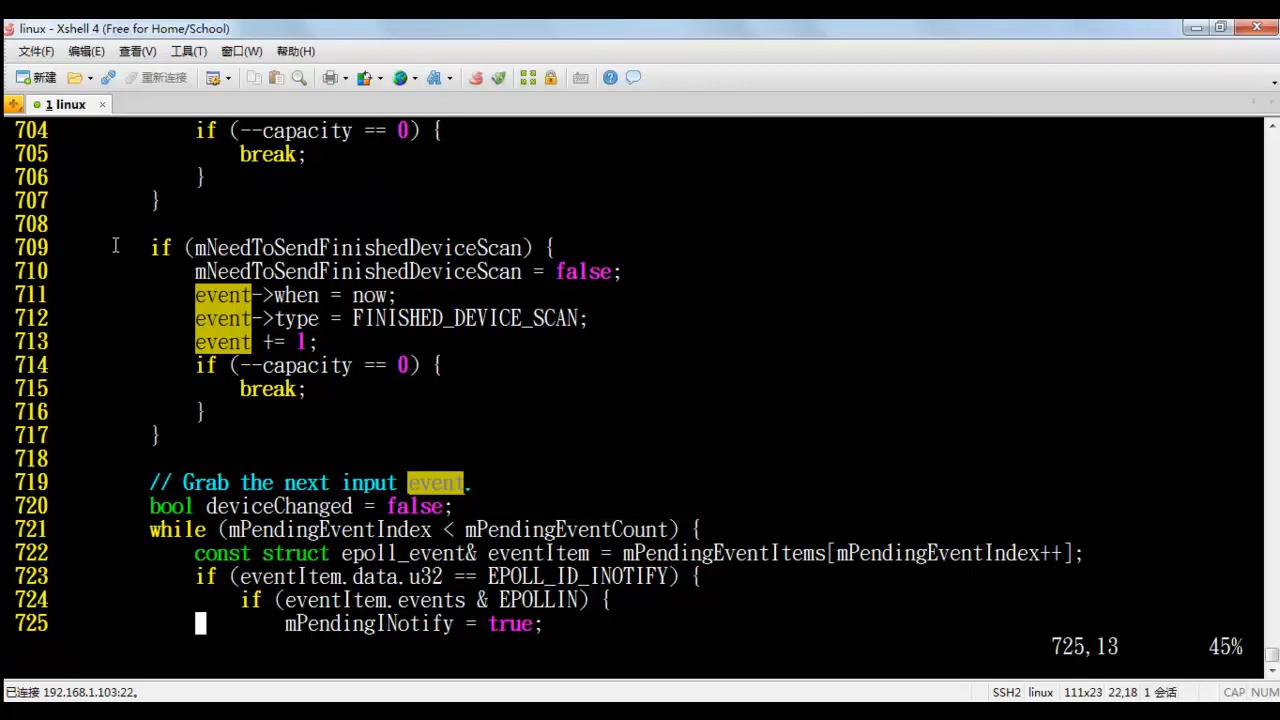 linux - Xshell 4 (Free for Home/School)
文件(F) 编辑(E) 查看(V) 工具(T) 窗口(W) 帮助(H)
新建 重新连接
1 linux
704 if (--capacity == 0) {
705 break;
706 }
707 }
708
709 if (mNeedToSendFinishedDeviceScan) {
710 mNeedToSendFinishedDeviceScan = false;
711 event->when = now;
712 event->type = FINISHED_DEVICE_SCAN;
713 event += 1;
714 if (--capacity == 0) {
715 break;
716 }
717 }
718
719 // Grab the next input event.
720 bool deviceChanged = false;
721 while (mPendingEventIndex < mPendingEventCount) {
722 const struct epoll_event& eventItem = mPendingEventItems[mPendingEventIndex++];
723 if (eventItem.data.u32 == EPOLL_ID_INOTIFY) {
724 if (eventItem.events & EPOLLIN) {
725 mPendingINotify = true;
725,13 45%
已连接 192.168.1.103:22。 SSH2 linux 111x23 22,18 1 会话 CAP NUM